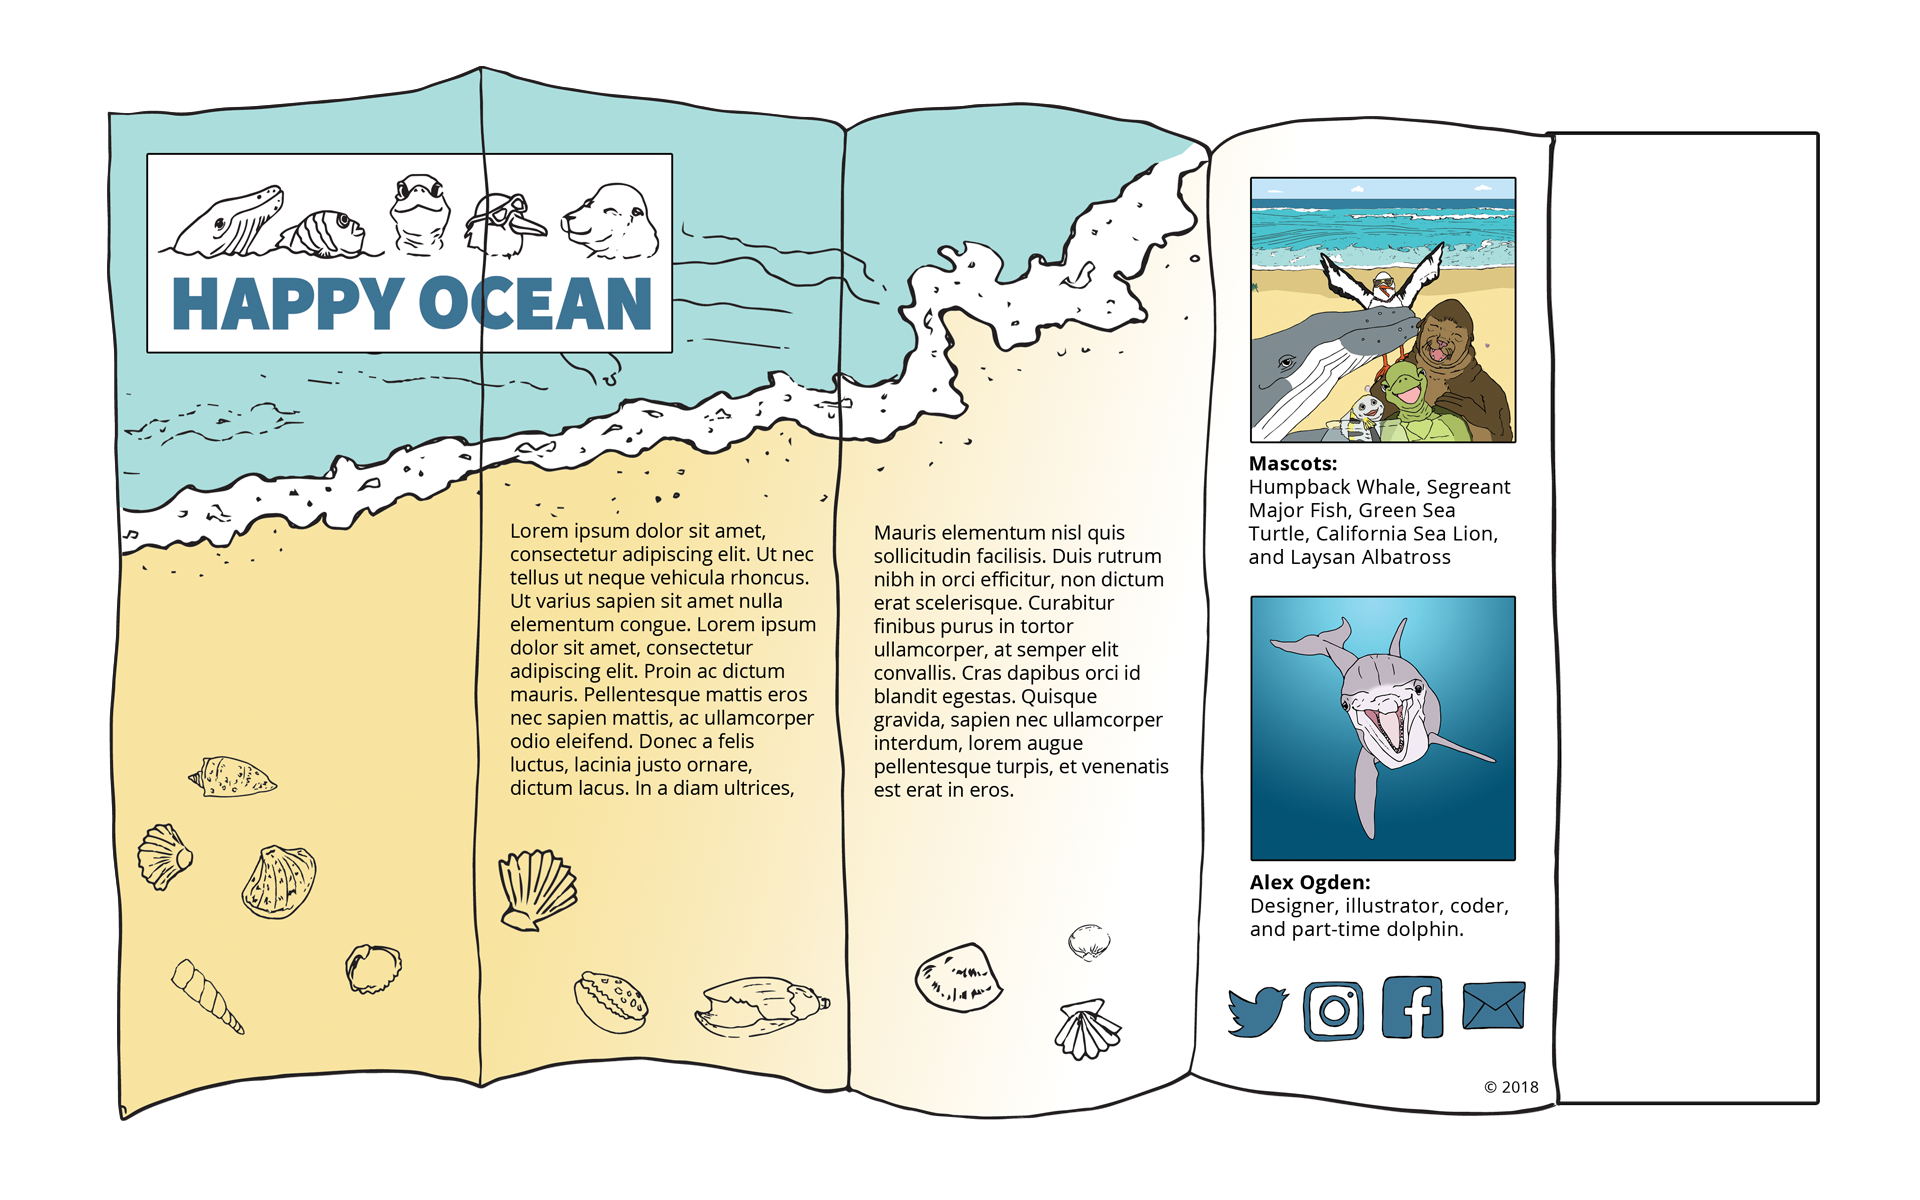 HAPPY OCEAN
Lorem ipsum dolor sit amet,
consectetur adipiscing elit. Ut nec
tellus ut neque vehicula rhoncus.
Ut varius sapien sit amet nulla
elementum congue. Lorem ipsum
dolor sit amet, consectetur
adipiscing elit. Proin ac dictum
mauris. Pellentesque mattis eros
nec sapien mattis, ac ullamcorper
odio eleifend. Donec a felis
luctus, lacinia justo ornare,
dictum lacus. In a diam ultrices,
Mauris elementum nisl quis
sollicitudin facilisis. Duis rutrum
nibh in orci efficitur, non dictum
erat scelerisque. Curabitur
finibus purus in tortor
ullamcorper, at semper elit
convallis. Cras dapibus orci id
blandit egestas. Quisque
gravida, sapien nec ullamcorper
interdum, lorem augue
pellentesque turpis, et venenatis
est erat in eros.
Mascots:
Humpback Whale, Segreant
Major Fish, Green Sea
Turtle, California Sea Lion,
and Laysan Albatross
Alex Ogden:
Designer, illustrator, coder,
and part-time dolphin.
© 2018